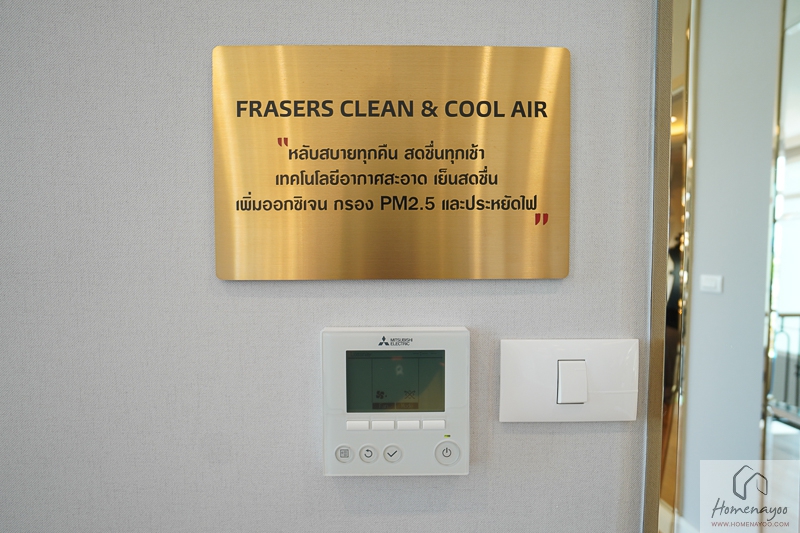 FRASERS CLEAN & COOL AIR
"หลับสบายทุกคืน สดชื่นทุกเช้า
เทคโนโลยีอากาศสะอาด เย็นสดชื่น
เพิ่มออกซิเจน กรอง PM2.5 และประหยัดไฟ"
MITSUBISHI
ELECTRIC
Homenayoo
WWW.HOMENAYOO.COM